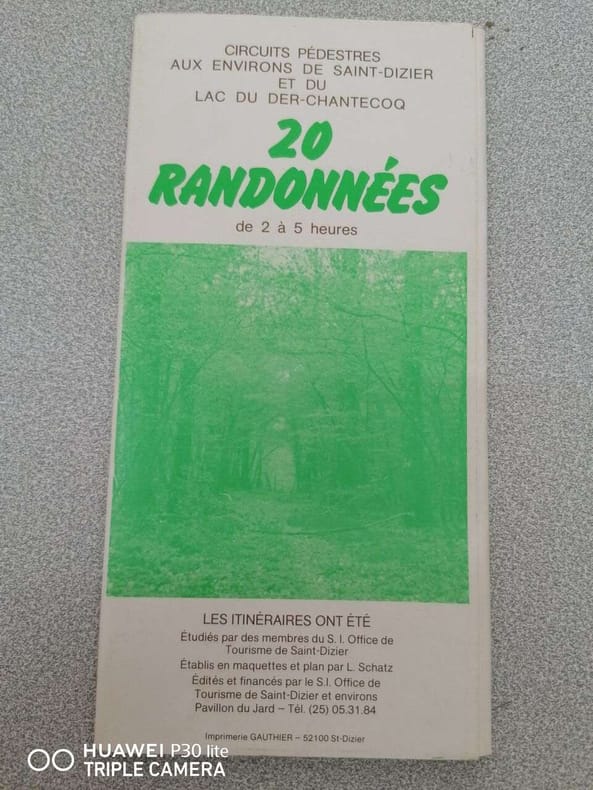 CIRCUITS PÉDESTRES
AUX ENVIRONS DE SAINT-DIZIER
ET DU
LAC DU DER-CHANTECOQ
20
RANDONNÉES
de 2 à 5 heures
LES ITINÉRAIRES ONT ÉTÉ
Étudiés par des membres du S. I. Office de
Tourisme de Saint-Dizier
Établis en maquettes et plan par L. Schatz
Édités et financés par le S.I. Office de
Tourisme de Saint-Dizier et environs
Pavillon du Jard – Tél. (25) 05.31.84
Imprimerie GAUTHIER – 52100 St-Dizier
HUAWEI P30 lite
TRIPLE CAMERA